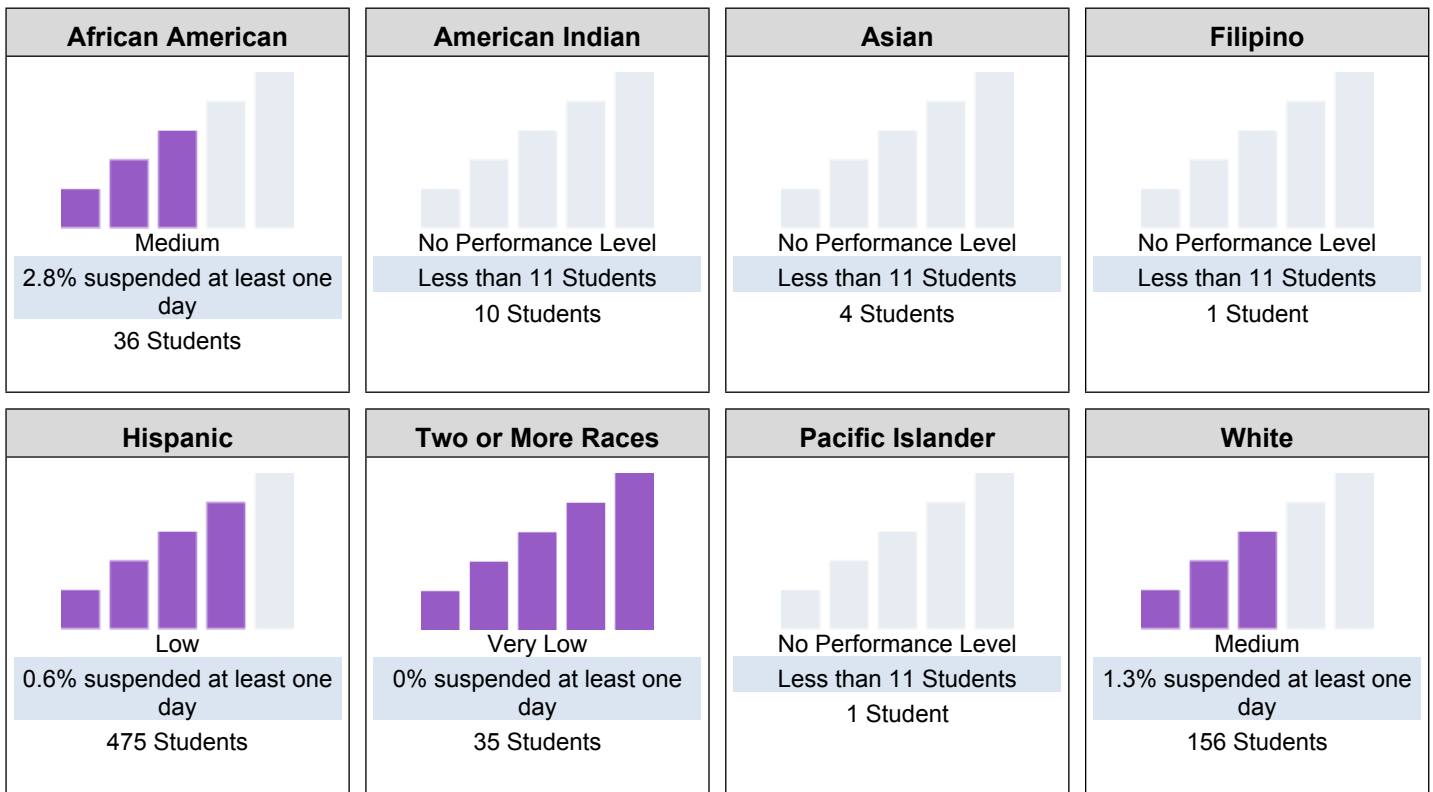 African American
Medium
2.8% suspended at least one
day
36 Students
American Indian
No Performance Level
Less than 11 Students
10 Students
Asian
No Performance Level
Less than 11 Students
4 Students
Filipino
No Performance Level
Less than 11 Students
1 Student
Hispanic
Low
0.6% suspended at least one
day
475 Students
Two or More Races
Very Low
0% suspended at least one
day
35 Students
Pacific Islander
No Performance Level
Less than 11 Students
1 Student
White
Medium
1.3% suspended at least one
day
156 Students